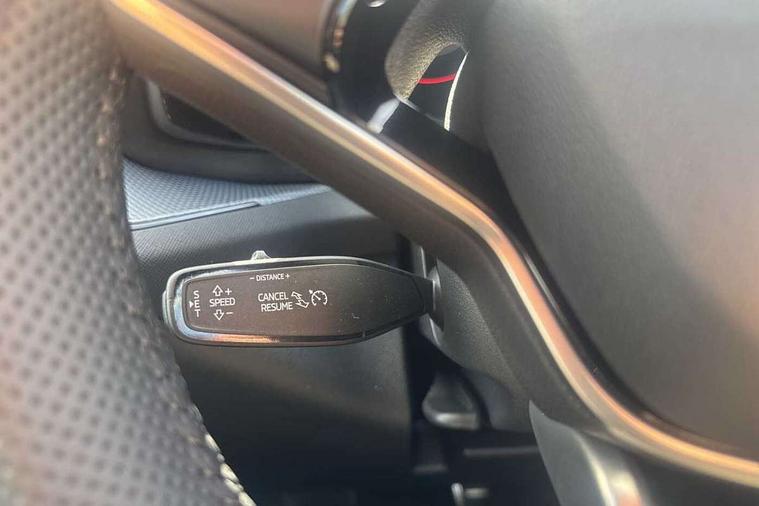 - DISTANCE +
SET
+
SPEED
-
CANCEL
RESUME